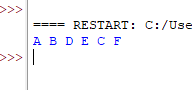 >>>
==== RESTART: C:/Use
A B D E C F
>>>